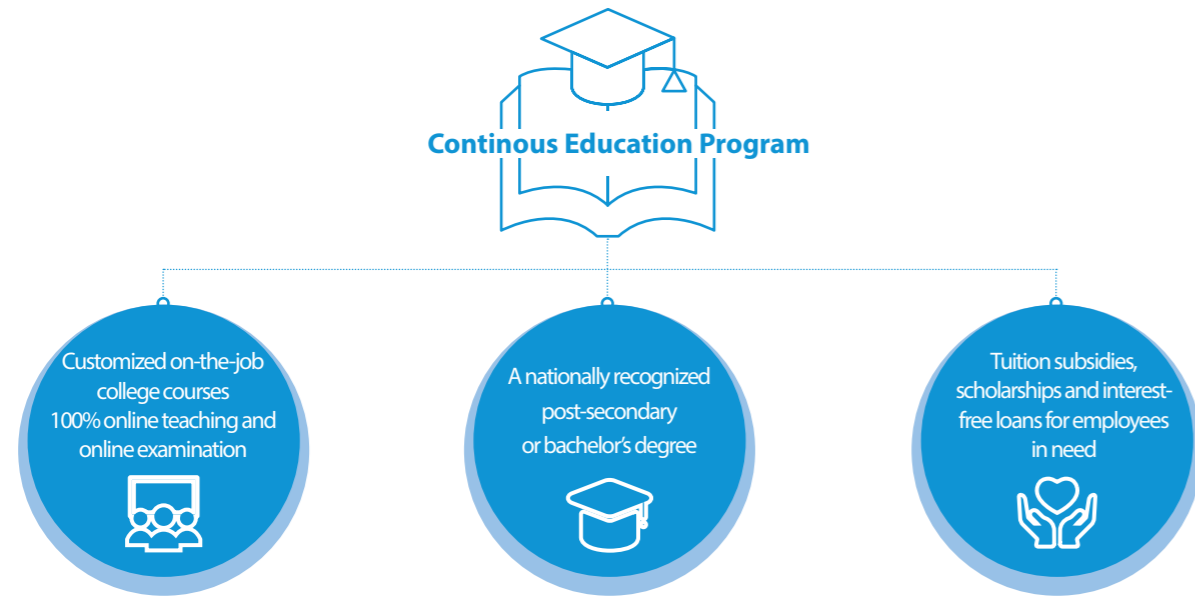 Continous Education Program
Customized on-the-job
college courses
100% online teaching and
online examination
A nationally recognized
post-secondary
or bachelor's degree
Tuition subsidies,
scholarships and interest-
free loans for employees
in need